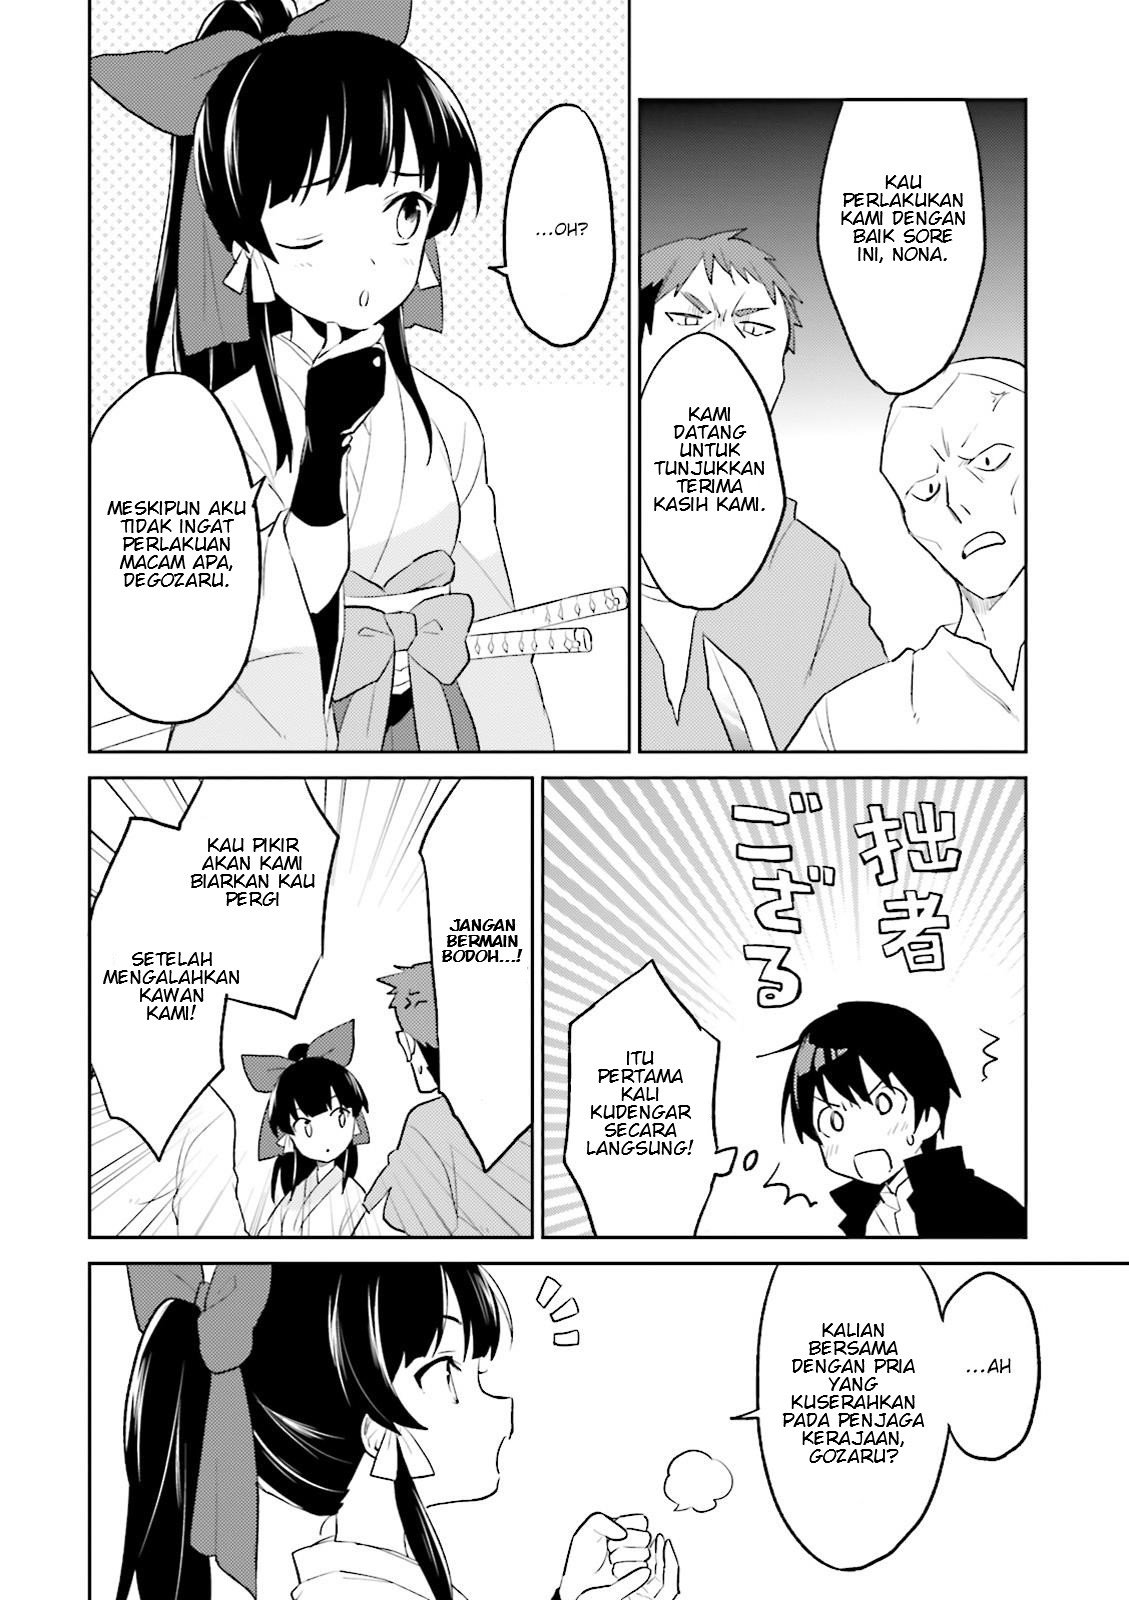 KAU
PERLAKUKAN
KAMI DENGAN
BAIK SORE
INI, NONA.
KAMI
DATANG
UNTUK
TUNJUKKAN
TERIMA
KASIH KAMI.
...OH?
MESKIPUN AKU
TIDAK INGAT
PERLAKUAN
MACAM APA,
DEGOZARU.
拙者
ござる
ITU
PERTAMA
KALI
KUDENGAR
SECARA
LANGSUNG!
JANGAN
BERMAIN
BODOH...!
KAU PIKIR
AKAN KAMI
BIARKAN KAU
PERGI
SETELAH
MENGALAHKAN
KAWAN
KAMI!
...AH
KALIAN
BERSAMA
DENGAN PRIA
YANG
KUSERAHKAN
PADA PENJAGA
KERAJAAN,
GOZARU?